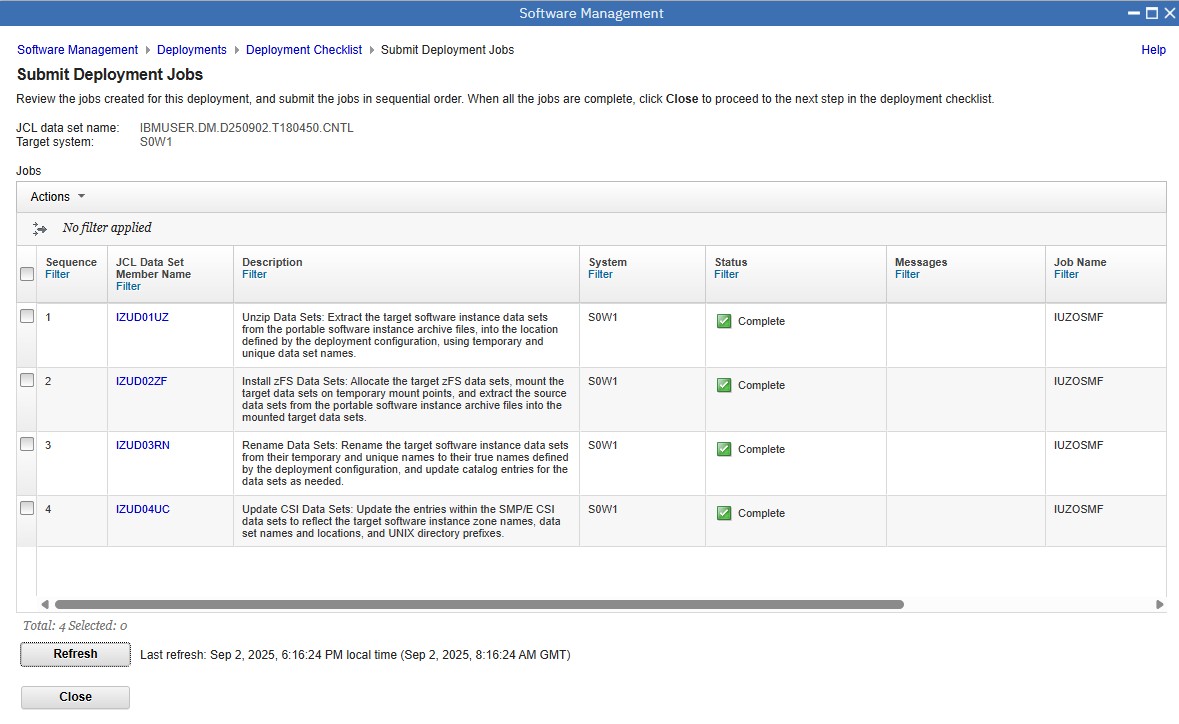 Software Management
Software Management Deployments Deployment Checklist Submit Deployment Jobs Help
Submit Deployment Jobs
Review the jobs created for this deployment, and submit the jobs in sequential order. When all the jobs are complete, click Close to proceed to the next step in the deployment checklist.
JCL data set name: IBMUSER.DM.D250902.T180450.CNTL
Target system: S0W1
Jobs
Actions
No filter applied
Sequence
Filter
JCL Data Set
Member Name
Filter
Description
Filter
System
Filter
Status
Filter
Messages
Filter
Job Name
Filter
1
IZUD01UZ
Unzip Data Sets: Extract the target software instance data sets
from the portable software instance archive files, into the location
defined by the deployment configuration, using temporary and
unique data set names.
S0W1
Complete
IUZOSMF
2
IZUD02ZF
Install zFS Data Sets: Allocate the target zFS data sets, mount the
target data sets on temporary mount points, and extract the source
data sets from the portable software instance archive files into the
mounted target data sets.
S0W1
Complete
IUZOSMF
3
IZUD03RN
Rename Data Sets: Rename the target software instance data sets
from their temporary and unique names to their true names defined
by the deployment configuration, and update catalog entries for the
data sets as needed.
S0W1
Complete
IUZOSMF
4
IZUD04UC
Update CSI Data Sets: Update the entries within the SMP/E CSI
data sets to reflect the target software instance zone names, data
set names and locations, and UNIX directory prefixes.
S0W1
Complete
IUZOSMF
Total: 4 Selected: 0
Refresh
Last refresh: Sep 2, 2025, 6:16:24 PM local time (Sep 2, 2025, 8:16:24 AM GMT)
Close